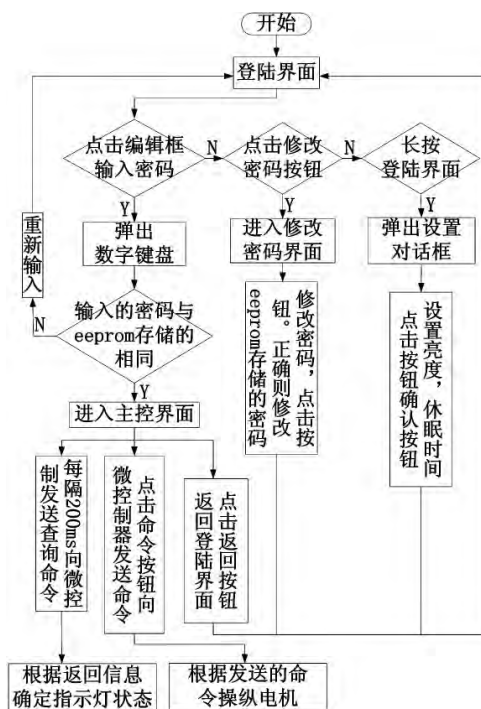 开始
登陆界面
点击编辑框
输入密码
N
点击修改
密码按钮
N
长按
登陆界面
Y
Y
Y
重新输入
弹出
数字键盘
进入修改
密码界面
弹出设置
对话框
输入的密码与
eeprom存储的
相同
N
Y
修改密码，点击按
钮。正确则修改
eeprom存储的密码
设置亮度，休眠时间
点击按钮确认按钮
进入主控界面
每隔200ms向微控
制发送查询命令
点击命令按钮向
微控制器发送命令
点击返回按钮
返回登陆界面
根据返回信息
确定指示灯状态
根据发送的命
令操纵电机